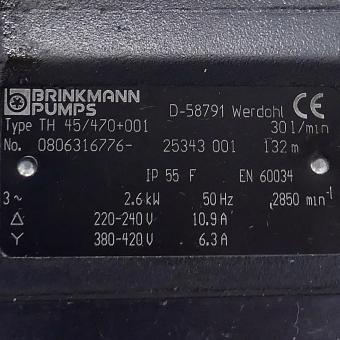 BRINKMANN
PUMPS D-58791 Werdohl CE
Type TH 45/470+001 30 l/min
No. 0806316776- 25343 001 132 m
IP 55 F EN 60034
3 ~ 2.6 kW 50 Hz 2850 min⁻¹
Δ 220-240 V 10.9 A
Y 380-420 V 6.3 A